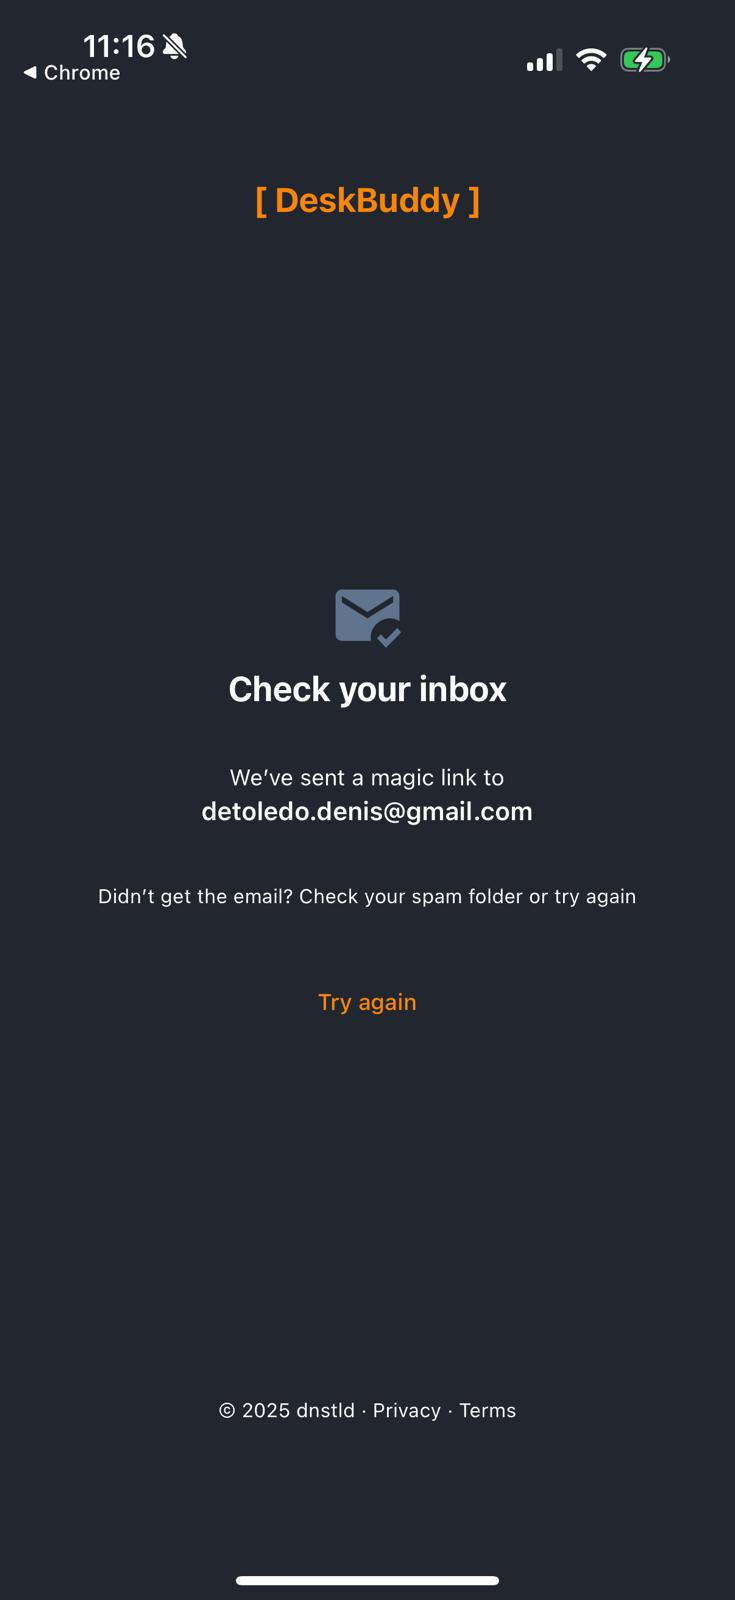 11:16
◀ Chrome
[ DeskBuddy ]
Check your inbox
We’ve sent a magic link to
detoledo.denis@gmail.com
Didn’t get the email? Check your spam folder or try again
Try again
© 2025 dnstld · Privacy · Terms